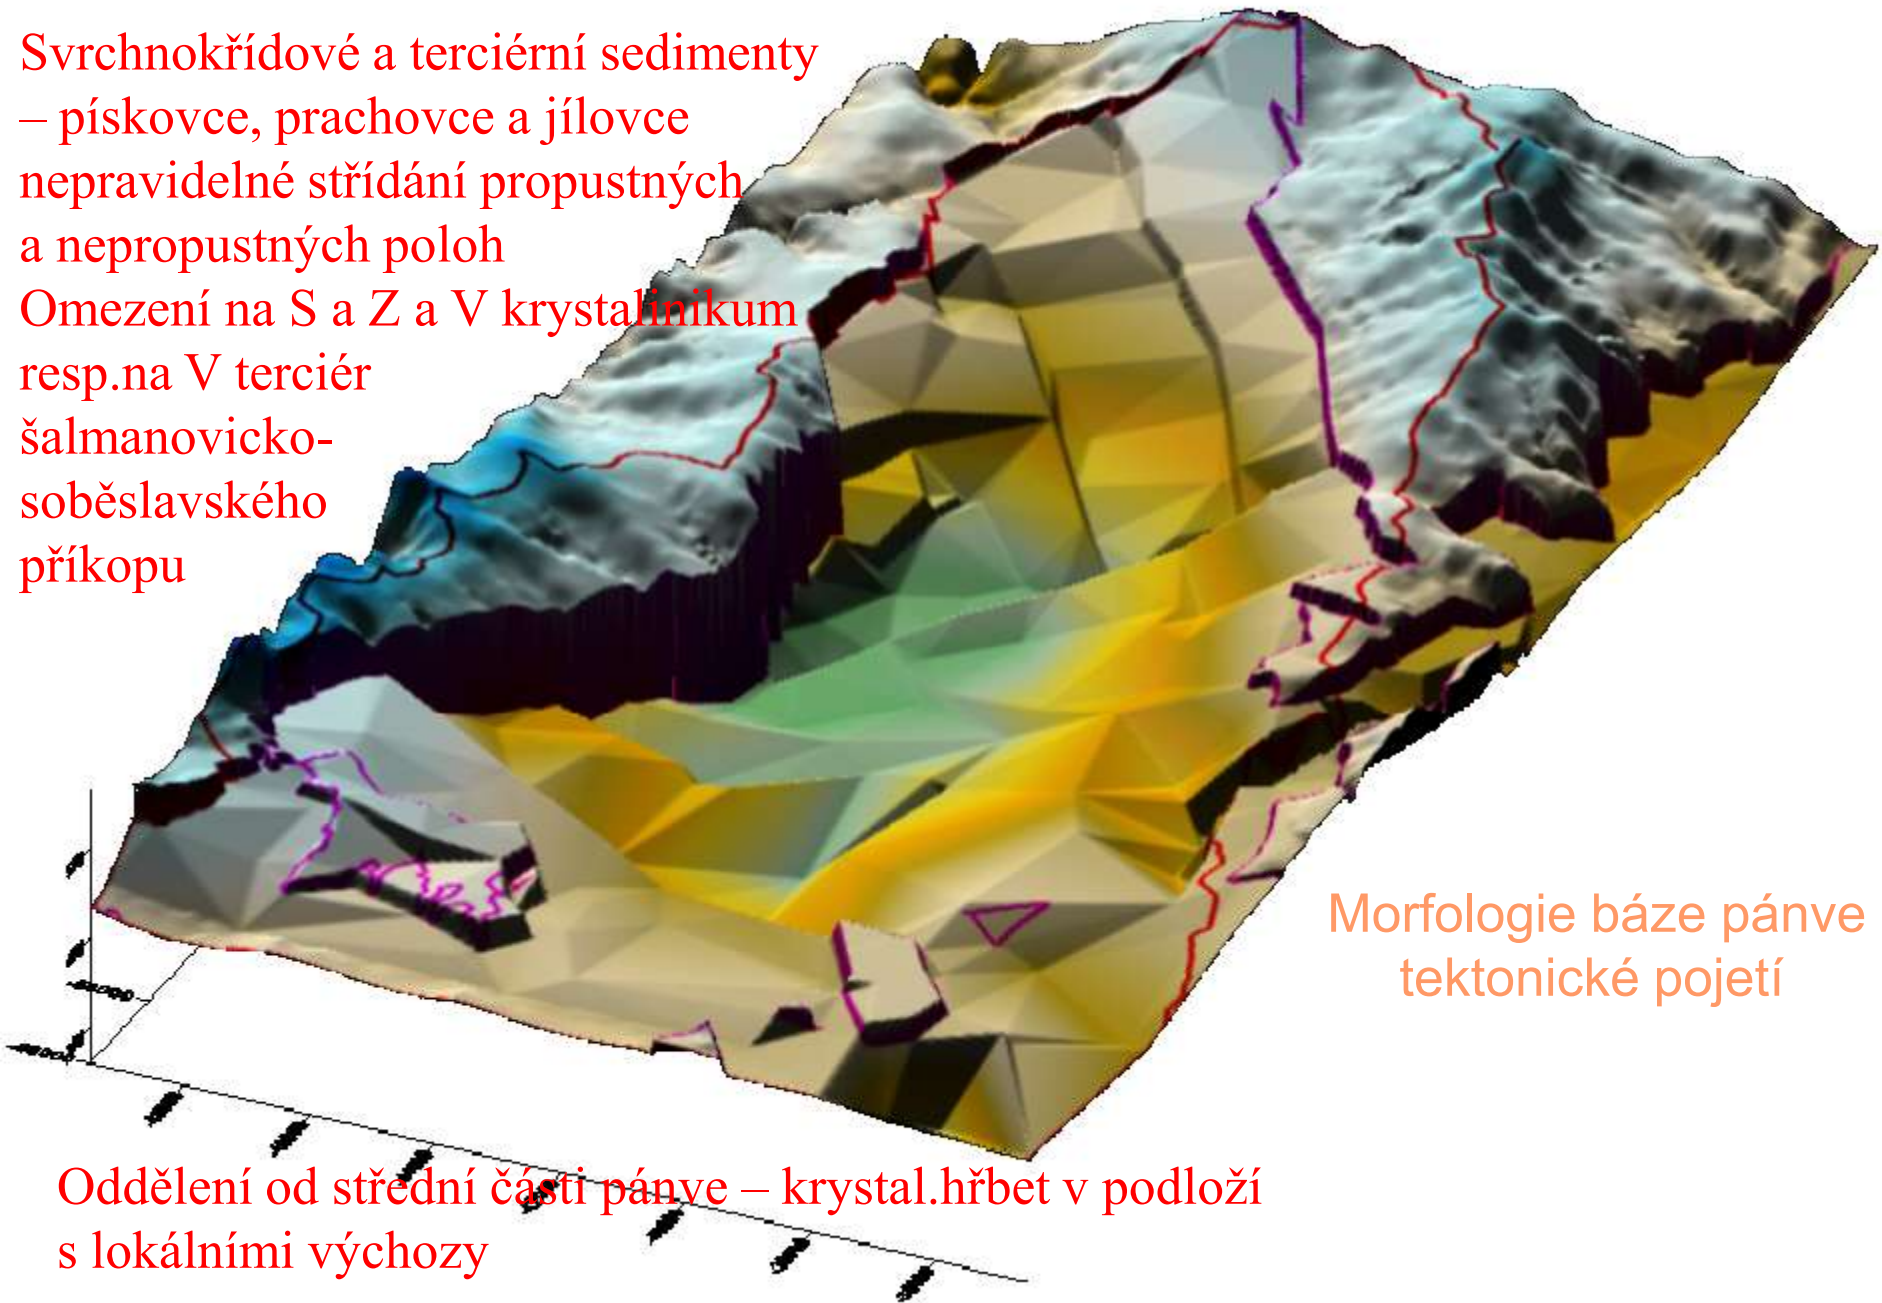 Svrchnokřídové a terciérní sedimenty
– pískovce, prachovce a jílovce
nepravidelné střídání propustných
a nepropustných poloh
Omezení na S a Z a V krystalinikum
resp.na V terciér
šalmanovicko-
soběslavského
příkopu
Morfologie báze pánve
tektonické pojetí
Oddělení od střední části pánve – krystal.hřbet v podloží
s lokálními výchozy